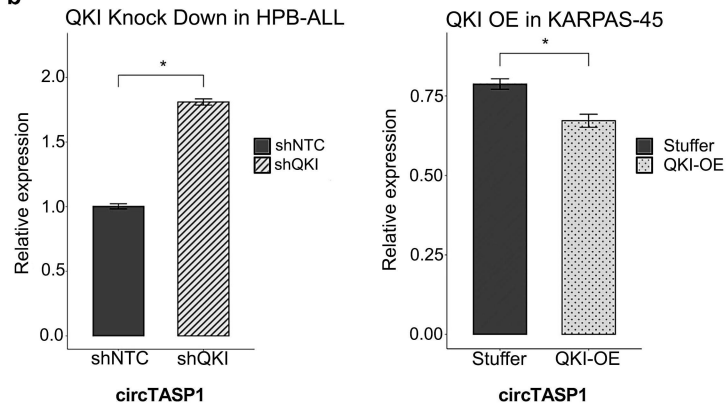 b
QKI Knock Down in HPB-ALL
Relative expression
2.0
1.5
1.0
0.5
0.0
*
shNTC
shQKI
shNTC
shQKI
circTASP1
QKI OE in KARPAS-45
Relative expression
0.75
0.50
0.25
0.00
*
Stuffer
QKI-OE
Stuffer
QKI-OE
circTASP1